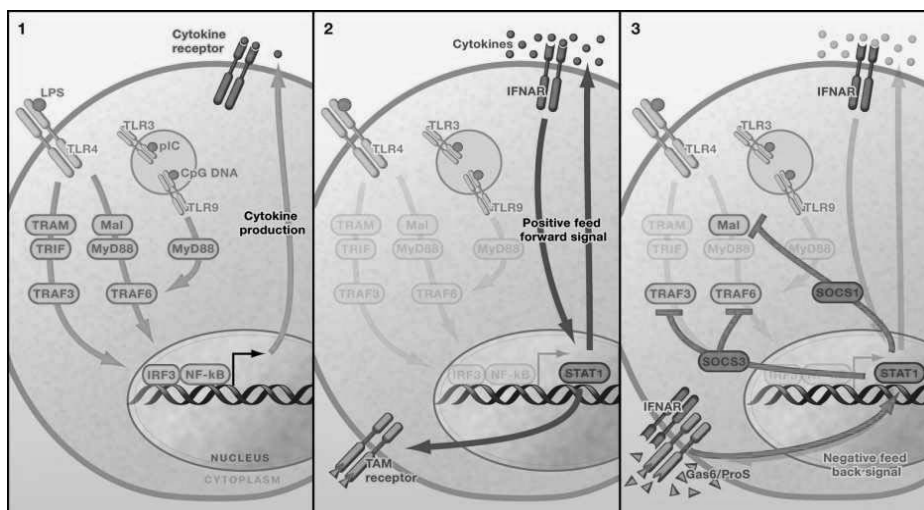 1
Cytokine
receptor
LPS
TLR4
TLR3
pIC
CpG DNA
TLR9
TRAM
Mal
TRIF
MyD88
MyD88
Cytokine
production
TRAF3
TRAF6
IRF3
NF-kB
NUCLEUS
CYTOPLASM
2
Cytokines
IFNAR
TLR4
TLR3
TLR9
TRAM
Mal
TRIF
MyD88
MyD88
Positive feed
forward signal
TRAF3
TRAF6
IRF3
NF-kB
STAT1
TAM
receptor
3
IFNAR
TLR4
TLR3
TLR9
TRAM
Mal
TRIF
MyD88
MyD88
SOCS1
TRAF3
TRAF6
SOCS3
STAT1
IFNAR
Gas6/ProS
Negative feed
back signal